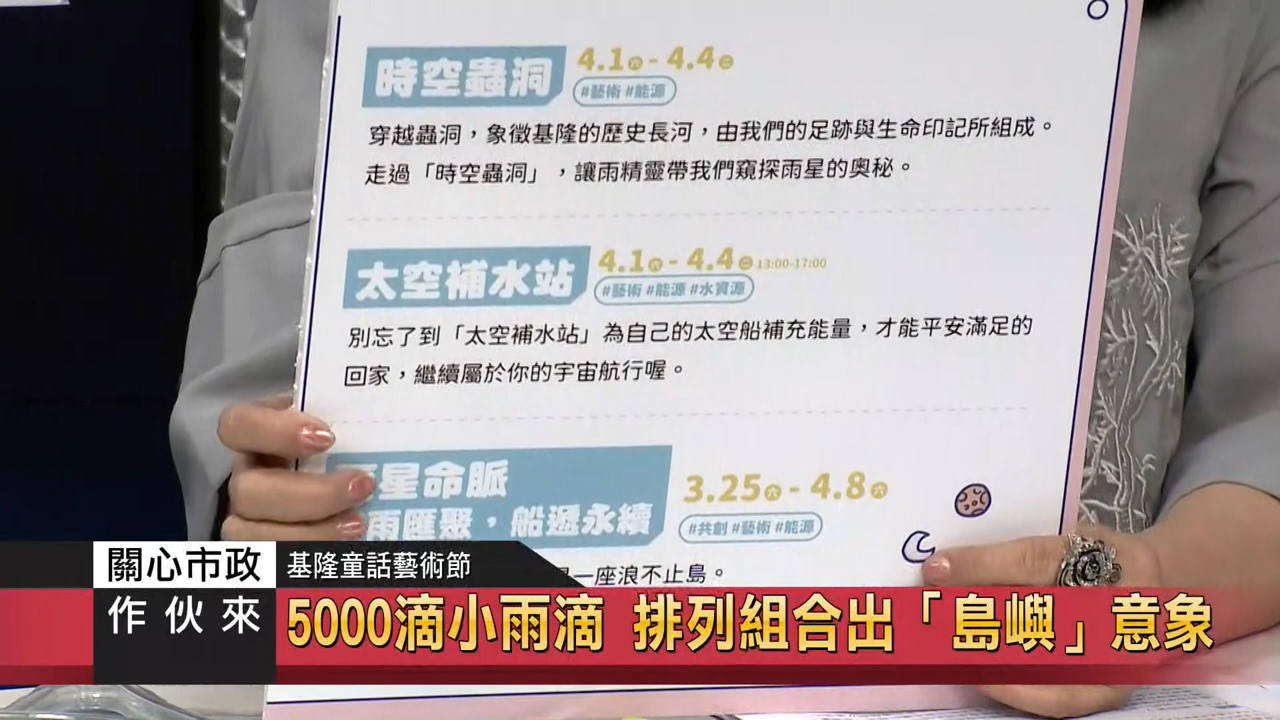 時空蟲洞
4.1六 - 4.4二
#藝術 #能源
穿越蟲洞，象徵基隆的歷史長河，由我們的足跡與生命印記所組成。
走過「時空蟲洞」，讓雨精靈帶我們窺探雨星的奧秘。
太空補水站
4.1六 - 4.4二 13:00-17:00
#藝術 #能源 #水資源
別忘了到「太空補水站」為自己的太空船補充能量，才能平安滿足的
回家，繼續屬於你的宇宙航行喔。
星命脈
雨匯聚，船遞永續
3.25六 - 4.8六
#共創 #藝術 #能源
一座浪不止島。
關心市政
作伙來
基隆童話藝術節
5000滴小雨滴 排列組合出「島嶼」意象